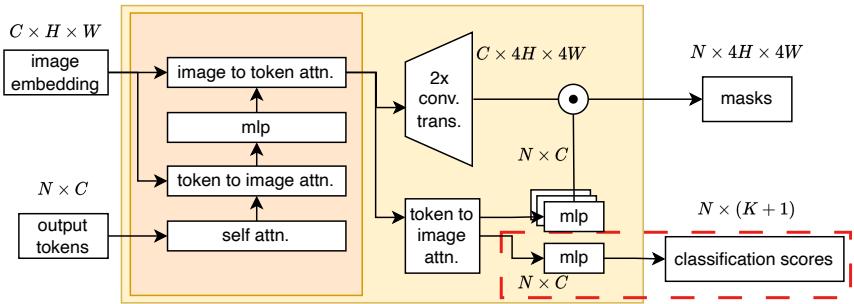 C × H × W
image
embedding
image to token attn.
mlp
token to image attn.
self attn.
N × C
output
tokens
2x
conv.
trans.
C × 4H × 4W
N × 4H × 4W
masks
N × C
token to
image
attn.
mlp
mlp
N × C
N × (K + 1)
classification scores